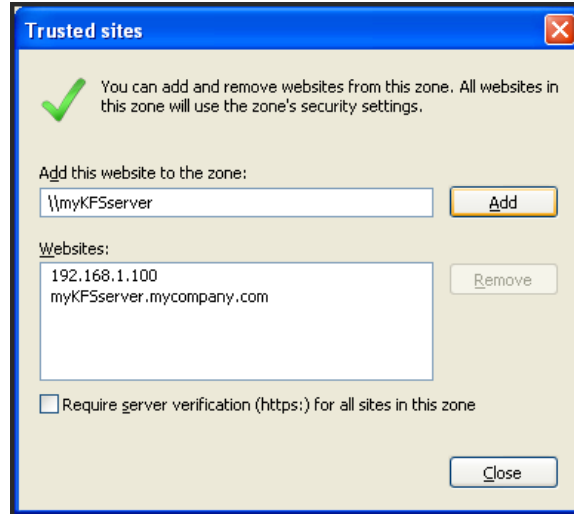 Trusted sites
You can add and remove websites from this zone. All websites in
this zone will use the zone's security settings.
Add this website to the zone:
\\myKFSserver
Add
Websites:
192.168.1.100
myKFSserver.mycompany.com
Remove
Require server verification (https:) for all sites in this zone
Close